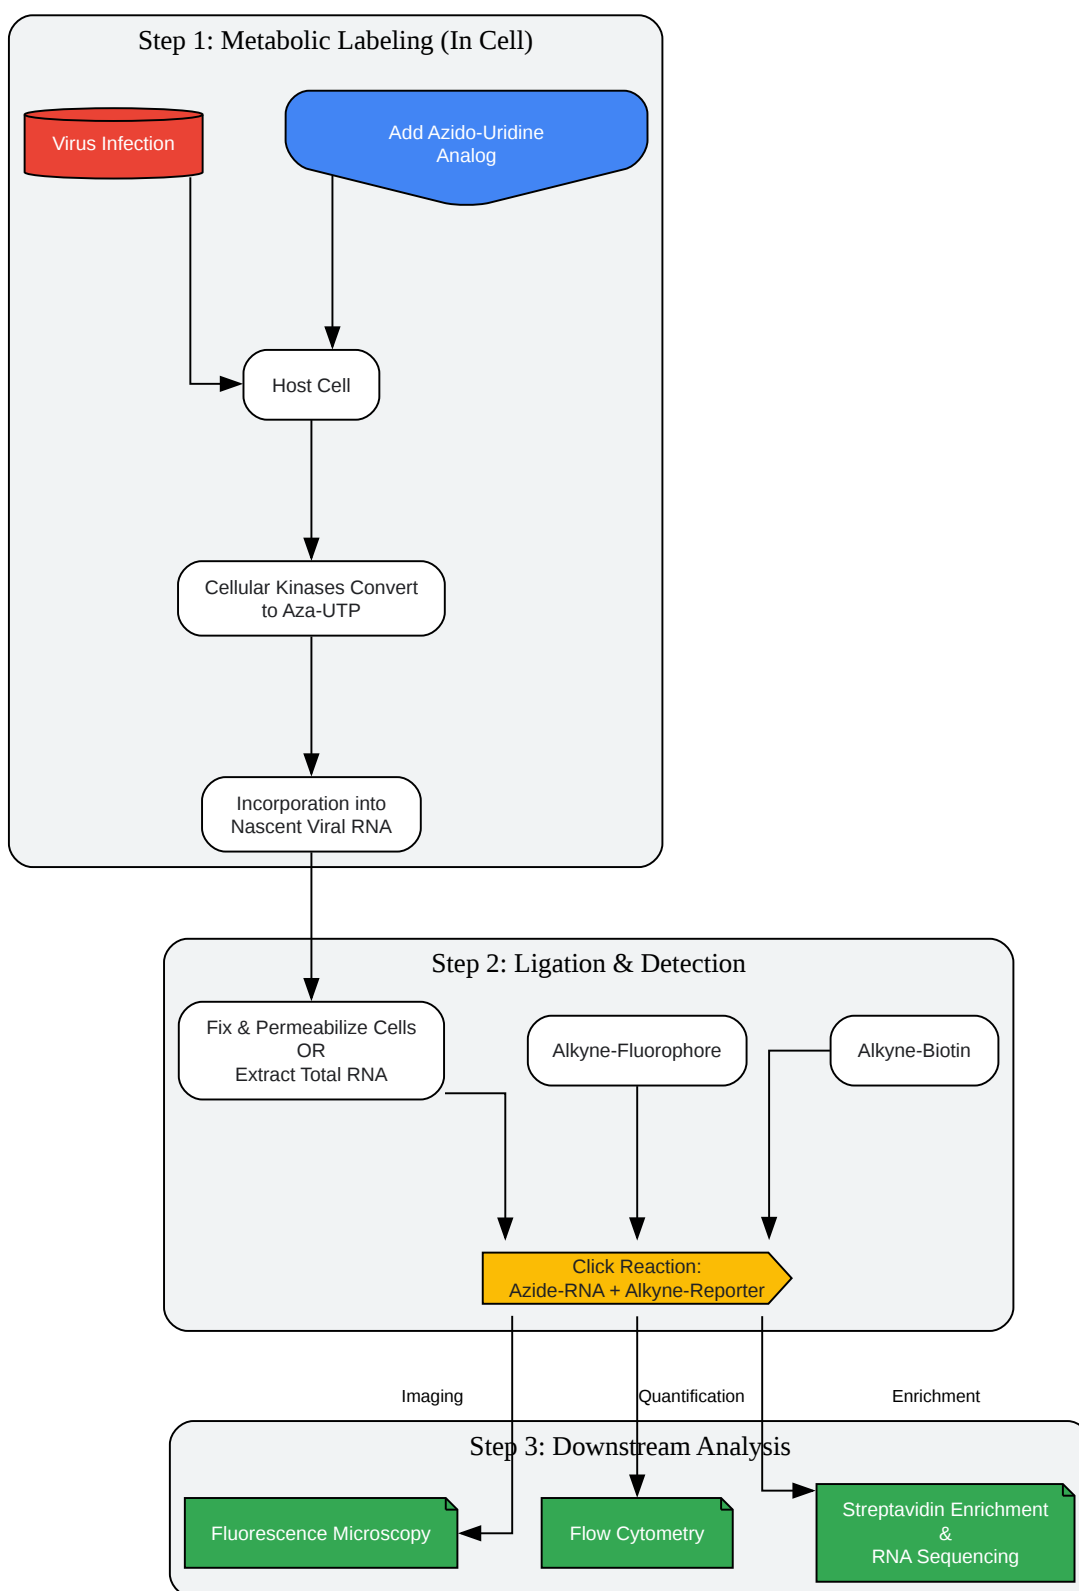 Step 1: Metabolic Labeling (In Cell)
Virus Infection
Add Azido-Uridine
Analog
Host Cell
Cellular Kinases Convert
to Aza-UTP
Incorporation into
Nascent Viral RNA
Step 2: Ligation & Detection
Fix & Permeabilize Cells
OR
Extract Total RNA
Alkyne-Fluorophore
Alkyne-Biotin
Click Reaction:
Azide-RNA + Alkyne-Reporter
Imaging
Quantification
Enrichment
Step 3: Downstream Analysis
Fluorescence Microscopy
Flow Cytometry
Streptavidin Enrichment
&
RNA Sequencing